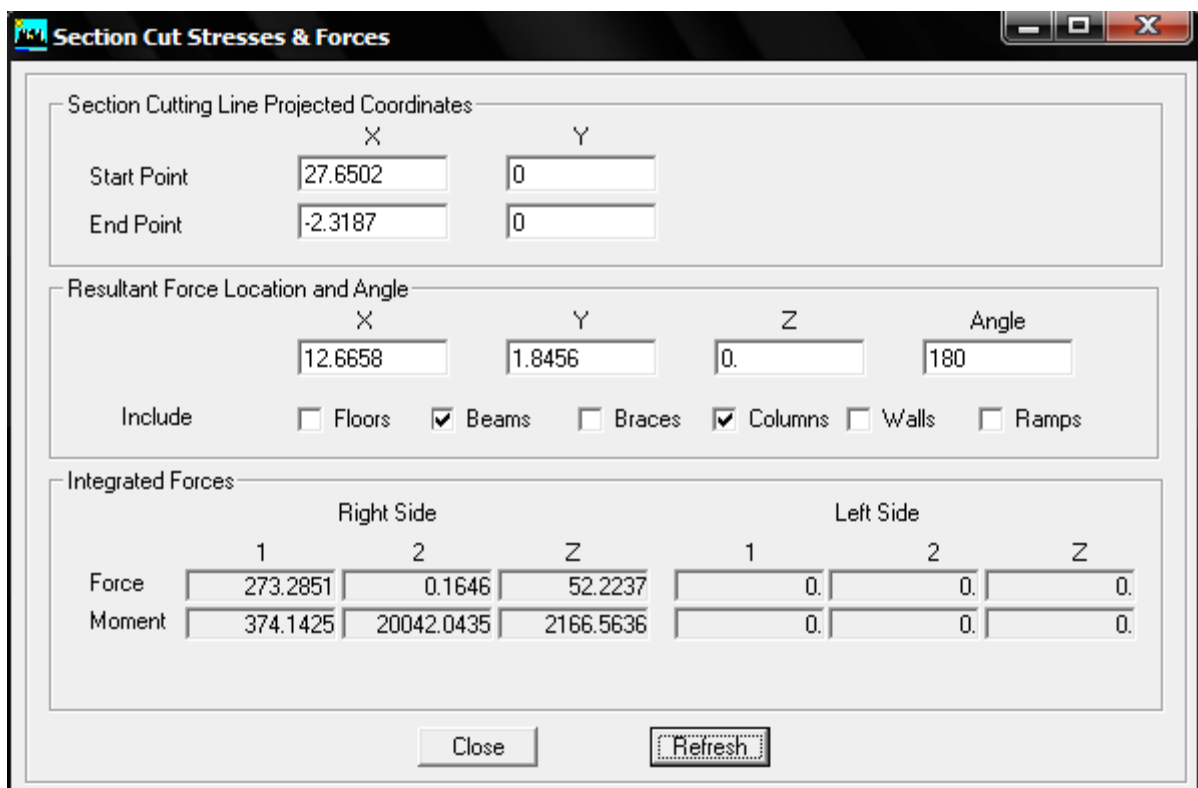 Section Cut Stresses & Forces
Section Cutting Line Projected Coordinates
X Y
Start Point 27.6502 0
End Point -2.3187 0
Resultant Force Location and Angle
X Y Z Angle
12.6658 1.8456 0. 180
Include Floors Beams Braces Columns Walls Ramps
Integrated Forces
Right Side Left Side
1 2 Z 1 2 Z
Force 273.2851 0.1646 52.2237 0. 0. 0.
Moment 374.1425 20042.0435 2166.5636 0. 0. 0.
Close Refresh